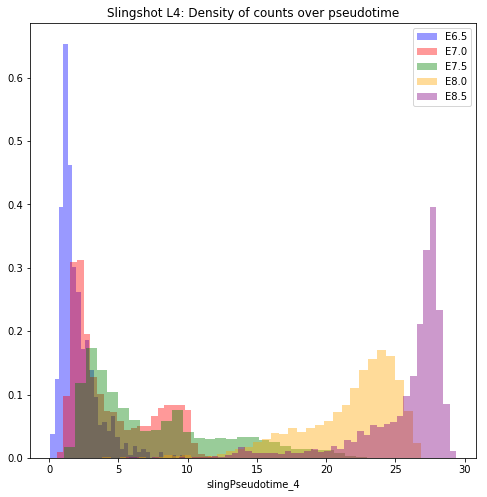 Slingshot L4: Density of counts over pseudotime
E6.5
E7.0
E7.5
E8.0
E8.5
0.6
0.5
0.4
0.3
0.2
0.1
0.0
0 5 10 15 20 25 30
slingPseudotime_4